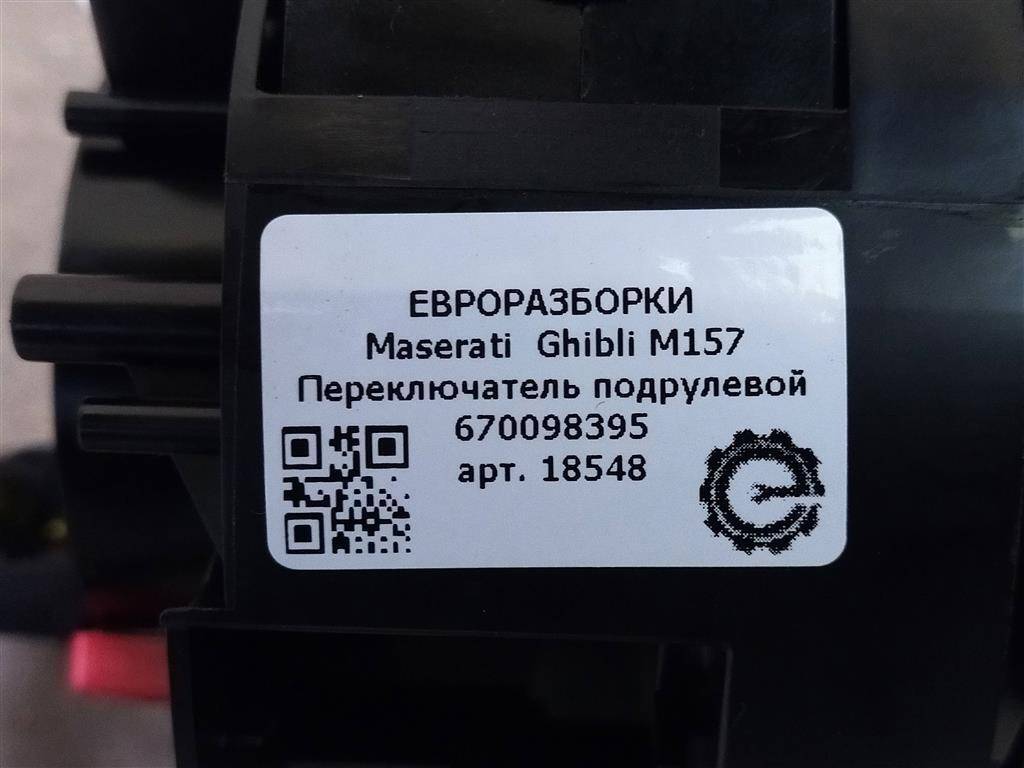 ЕВРОРАЗБОРКИ
Maserati Ghibli M157
Переключатель подрулевой
670098395
арт. 18548